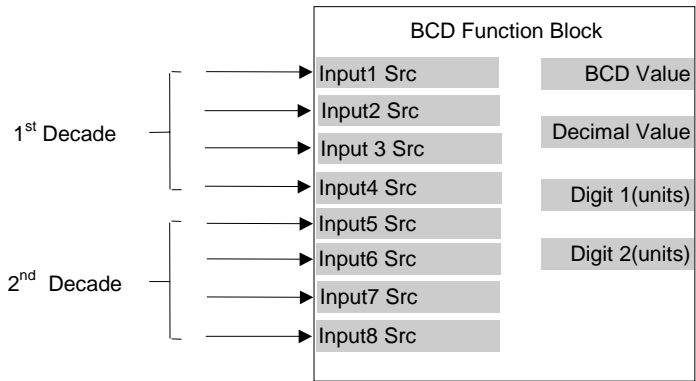 BCD Function Block
Input1 Src
BCD Value
Input2 Src
1st Decade
Decimal Value
Input 3 Src
Input4 Src
Digit 1(units)
Input5 Src
2nd Decade
Input6 Src
Digit 2(units)
Input7 Src
Input8 Src